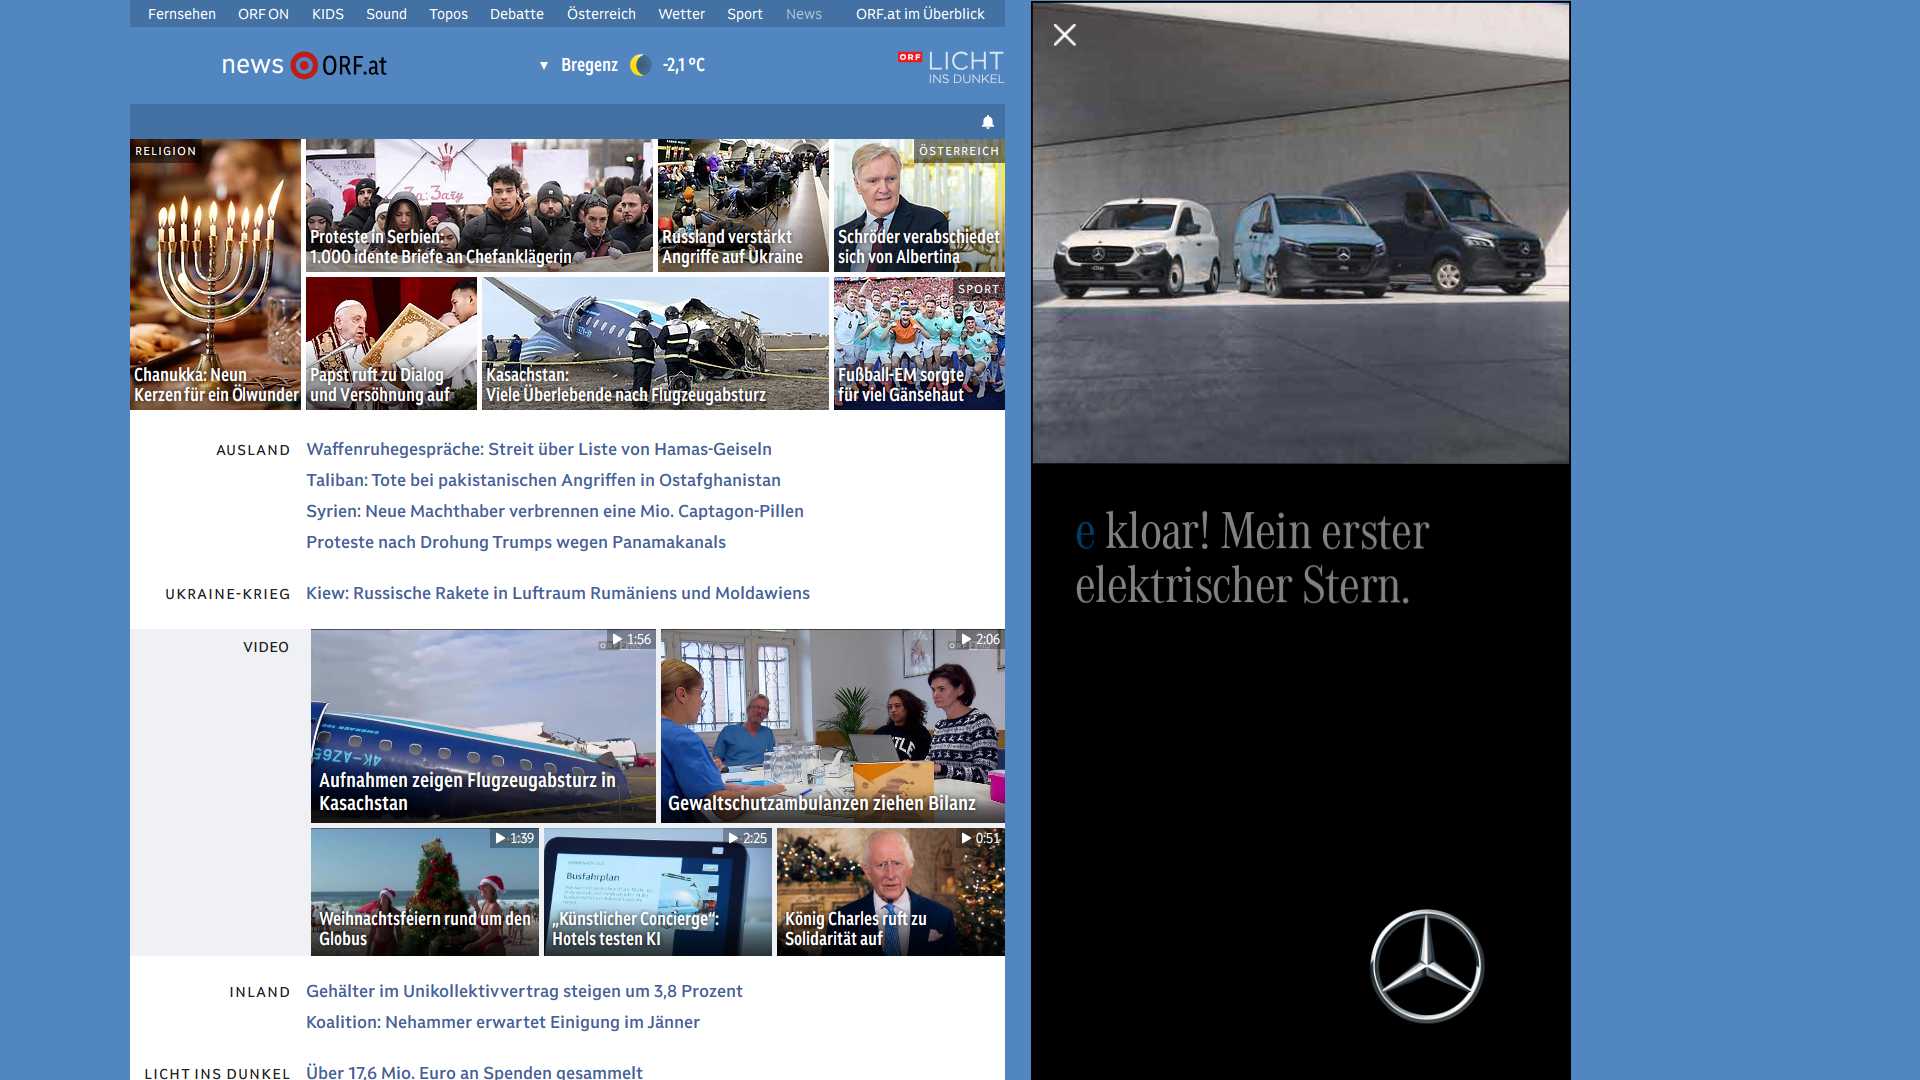 Fernsehen ORF ON KIDS Sound Topos Debatte Österreich Wetter Sport News ORF.at im Überblick
news ORF.at
Bregenz -2,1 ºC
ORF LICHT
INS DUNKEL
RELIGION
Chanukka: Neun
Kerzen für ein Ölwunder
Proteste in Serbien:
1.000 idente Briefe an Chefanklägerin
Russland verstärkt
Angriffe auf Ukraine
ÖSTERREICH
Schröder verabschiedet
sich von Albertina
Papst ruft zu Dialog
und Versöhnung auf
Kasachstan:
Viele Überlebende nach Flugzeugabsturz
SPORT
Fußball-EM sorgte
für viel Gänsehaut
AUSLAND
Waffenruhegespräche: Streit über Liste von Hamas-Geiseln
Taliban: Tote bei pakistanischen Angriffen in Ostafghanistan
Syrien: Neue Machthaber verbrennen eine Mio. Captagon-Pillen
Proteste nach Drohung Trumps wegen Panamakanals
UKRAINE-KRIEG
Kiew: Russische Rakete in Luftraum Rumäniens und Moldawiens
VIDEO
1:56
4K-AZ65
Aufnahmen zeigen Flugzeugabsturz in
Kasachstan
2:06
Gewaltschutzambulanzen ziehen Bilanz
1:39
Weihnachtsfeiern rund um den
Globus
2:25
Busfahrplan
„Künstlicher Concierge“:
Hotels testen KI
0:51
König Charles ruft zu
Solidarität auf
INLAND
Gehälter im Unikollektivvertrag steigen um 3,8 Prozent
Koalition: Nehammer erwartet Einigung im Jänner
LICHT INS DUNKEL
Über 17,6 Mio. Euro an Spenden gesammelt
e kloar! Mein erster
elektrischer Stern.